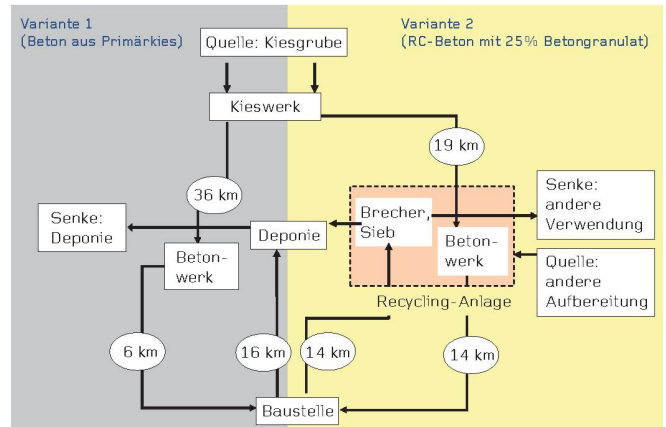 Variante 1
(Beton aus Primärkies)
Variante 2
(RC-Beton mit 25% Betongranulat)
Quelle: Kiesgrube
Kieswerk
19 km
36 km
Senke:
Deponie
Deponie
Brecher,
Sieb
Senke:
andere
Verwendung
Beton-
werk
Beton-
werk
Quelle:
andere
Aufbereitung
Recycling-Anlage
6 km
16 km
14 km
14 km
Baustelle